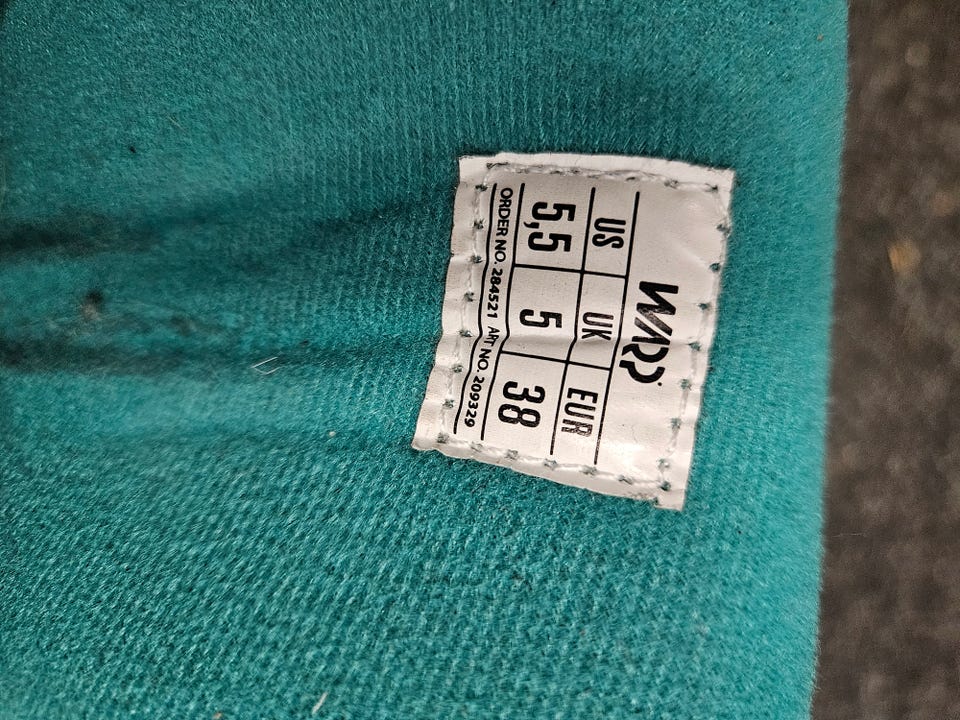 WARP
US UK EUR
5,5 5 38
ORDER NO. 284521 ART NO. 209329